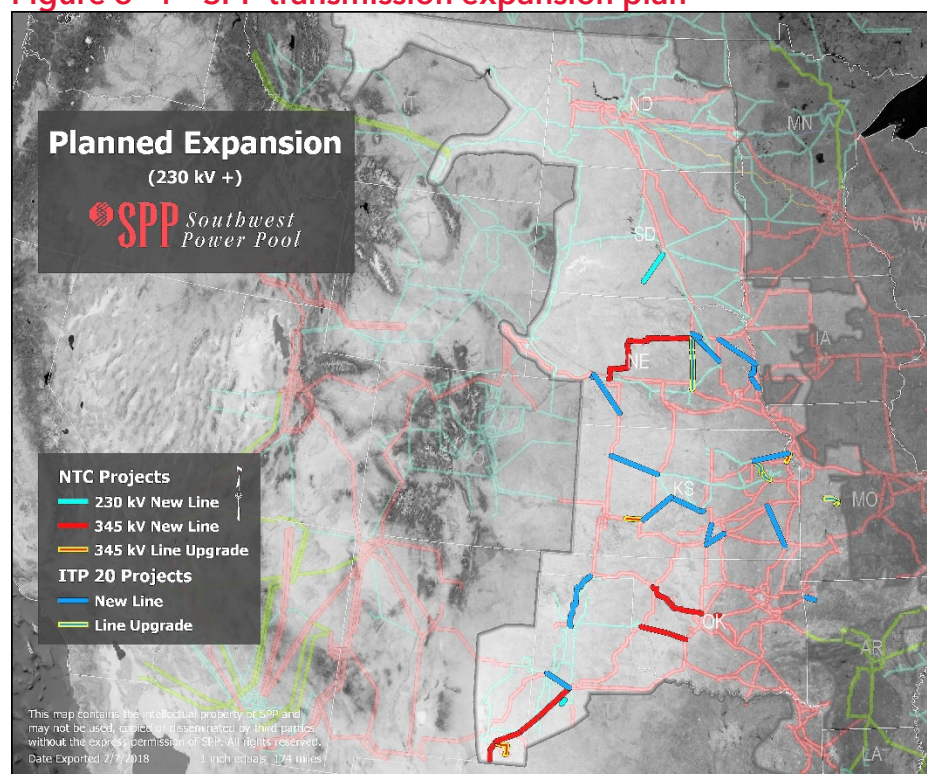 Planned Expansion
(230 kV +)
SPP Southwest
Power Pool
ND
MN
SD
NE
IA
KS
MO
OK
AR
LA
NTC Projects
230 kV New Line
345 kV New Line
345 kV Line Upgrade
ITP 20 Projects
New Line
Line Upgrade
This map contains the intellectual property of SPP and
may not be used, copied or disseminated by third parties
without the express permission of SPP. All rights reserved.
Date Exported 2/7/2018 1 inch equals 174 miles